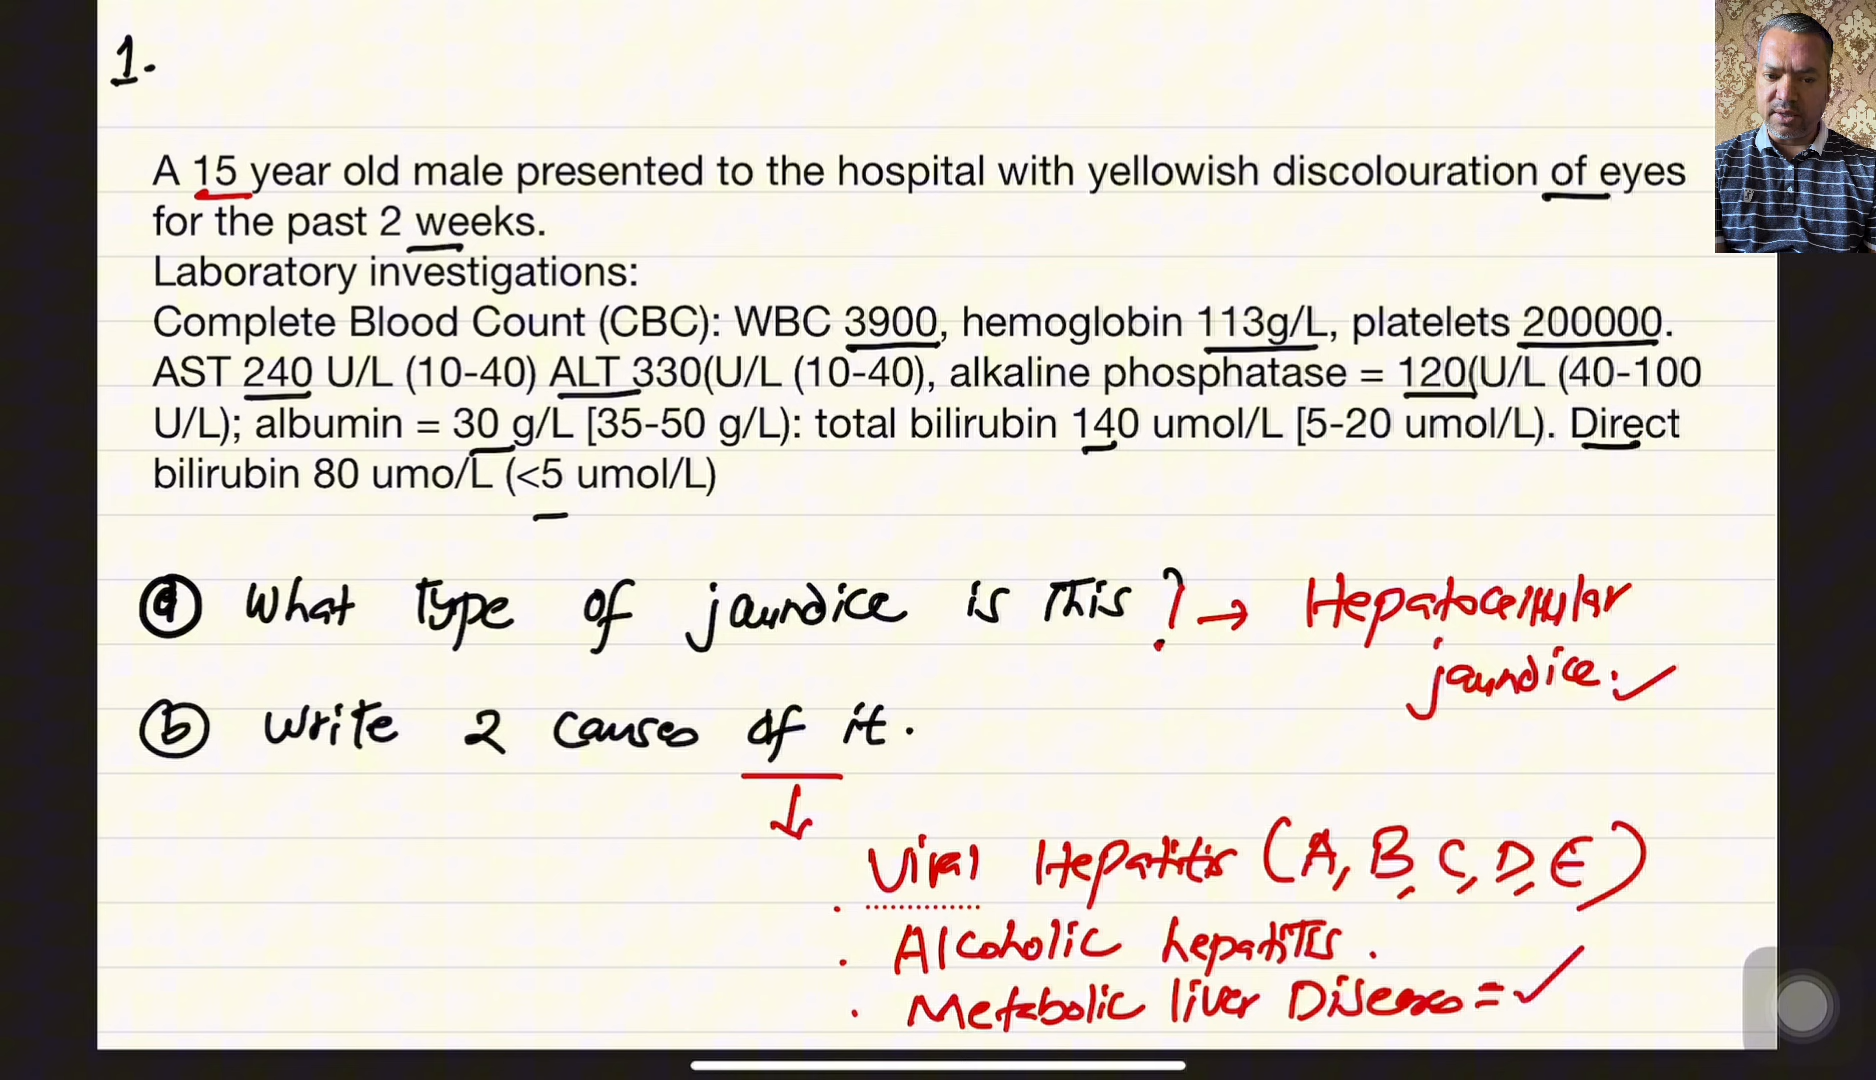 1.
A 15 year old male presented to the hospital with yellowish discolouration of eyes
for the past 2 weeks.
Laboratory investigations:
Complete Blood Count (CBC): WBC 3900, hemoglobin 113g/L, platelets 200000.
AST 240 U/L (10-40) ALT 330(U/L (10-40), alkaline phosphatase = 120(U/L (40-100
U/L); albumin = 30 g/L [35-50 g/L): total bilirubin 140 umol/L [5-20 umol/L). Direct
bilirubin 80 umo/L (<5 umol/L)
a What type of jaundice is This ? → Hepatocellular
jaundice.
b Write 2 causes of it.
Viral Hepatitis (A, B, C, D, E)
. Alcoholic hepatitis.
. Metabolic liver Disease =